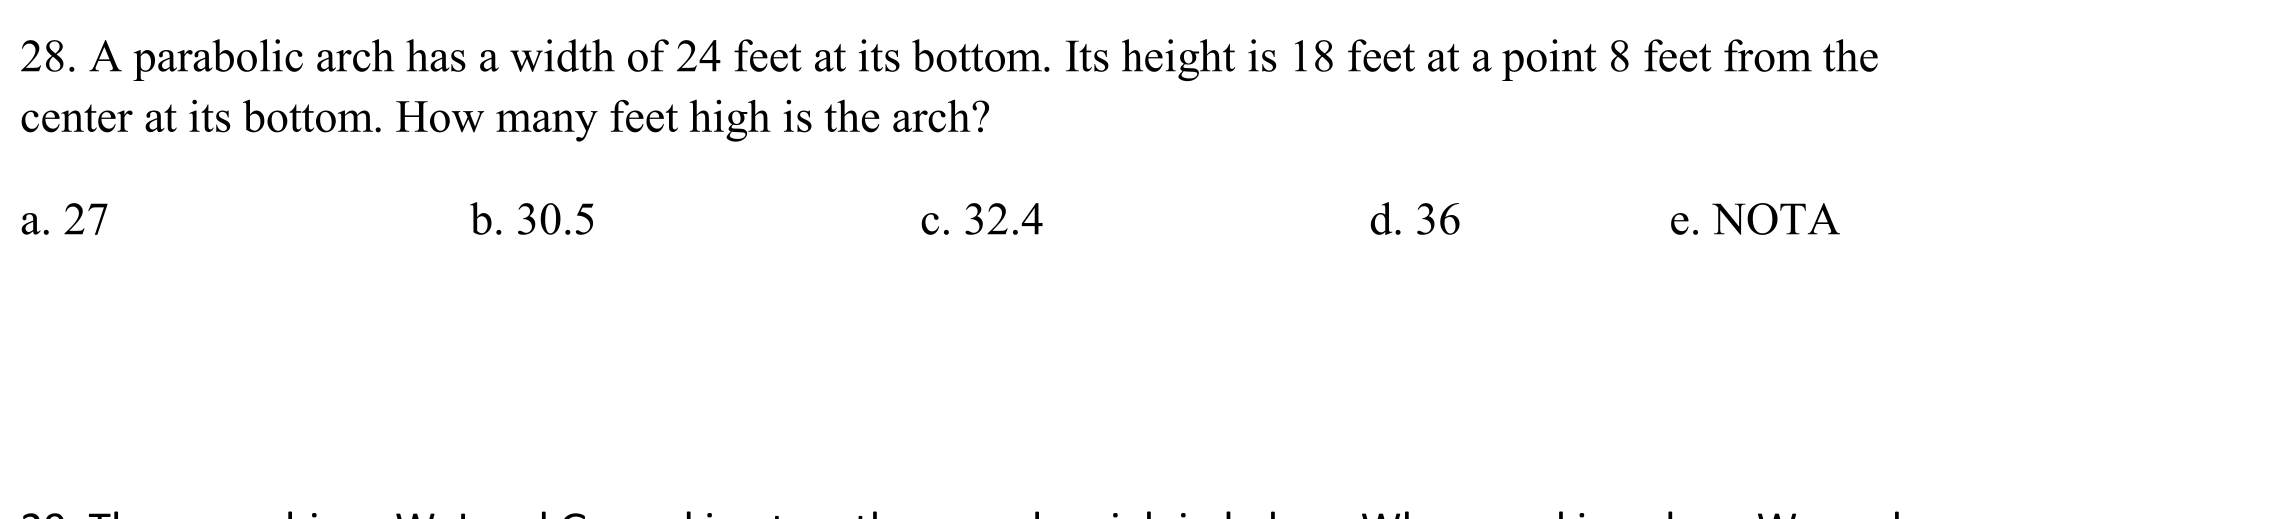 28. A parabolic arch has a width of 24 feet at its bottom. Its height is 18 feet at a point 8 feet from the
center at its bottom. How many feet high is the arch?
a. 27 b. 30.5 c. 32.4 d. 36 e. NOTA